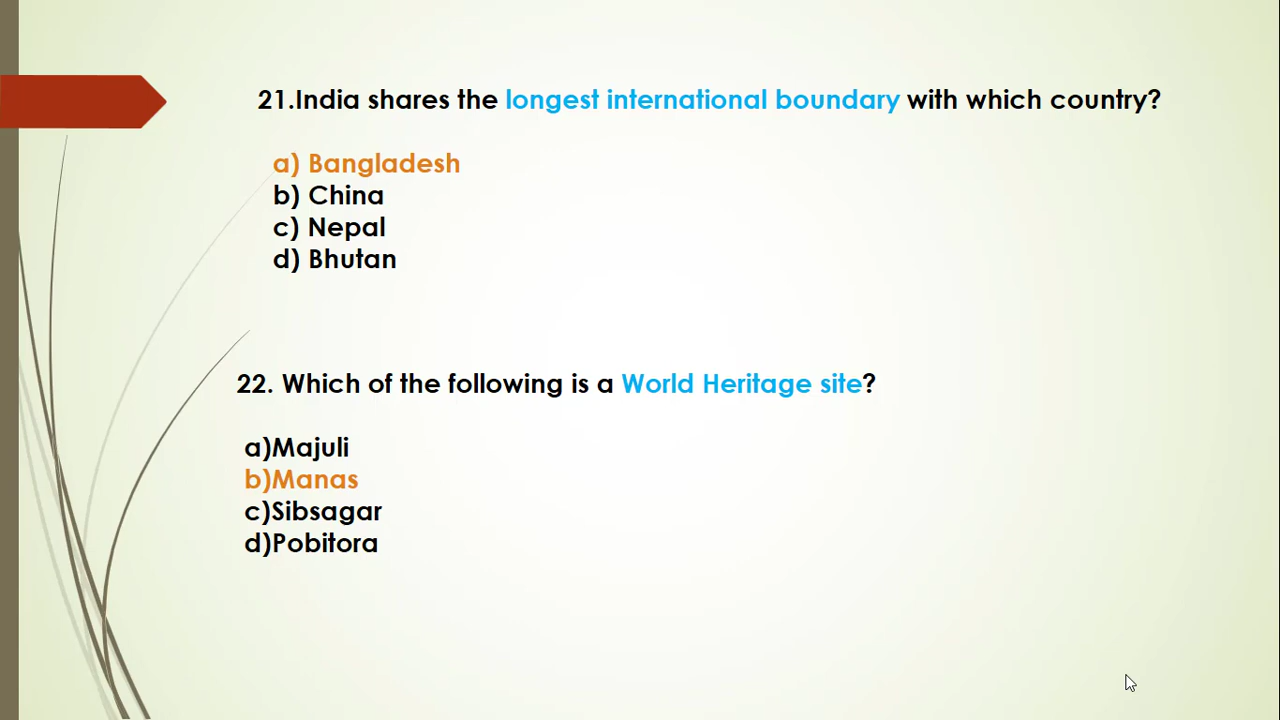 21.India shares the longest international boundary with which country?
a) Bangladesh
b) China
c) Nepal
d) Bhutan
22. Which of the following is a World Heritage site?
a)Majuli
b)Manas
c)Sibsagar
d)Pobitora